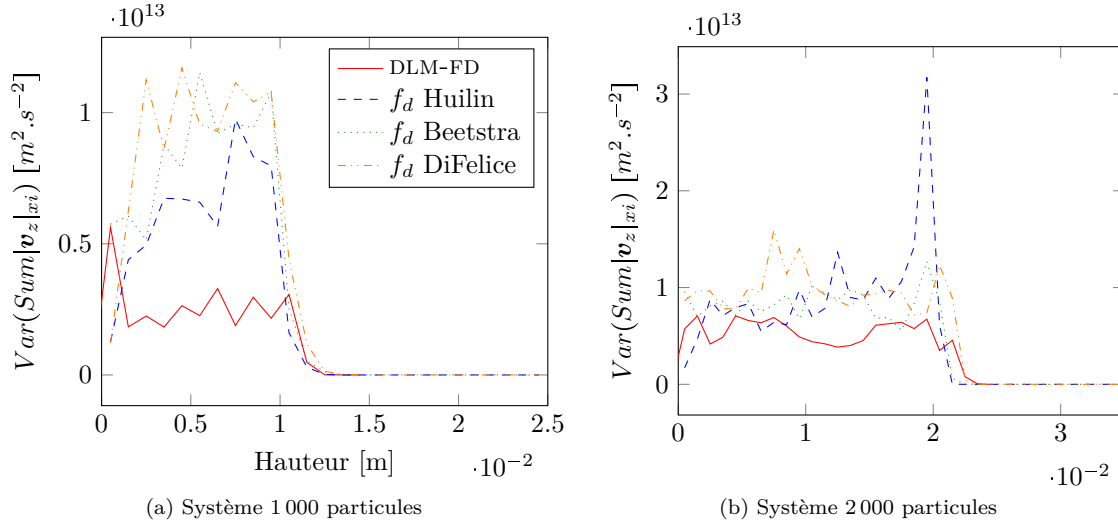 ·10^13
Var(Sum|v_z|_xi) [m^2.s^−2]
1
0.5
0
DLM-FD
f_d Huilin
f_d Beetstra
f_d DiFelice
0 0.5 1 1.5 2 2.5
Hauteur [m]
·10^−2
(a) Système 1 000 particules
·10^13
Var(Sum|v_z|_xi) [m^2.s^−2]
3
2
1
0
0 1 2 3
·10^−2
(b) Système 2 000 particules